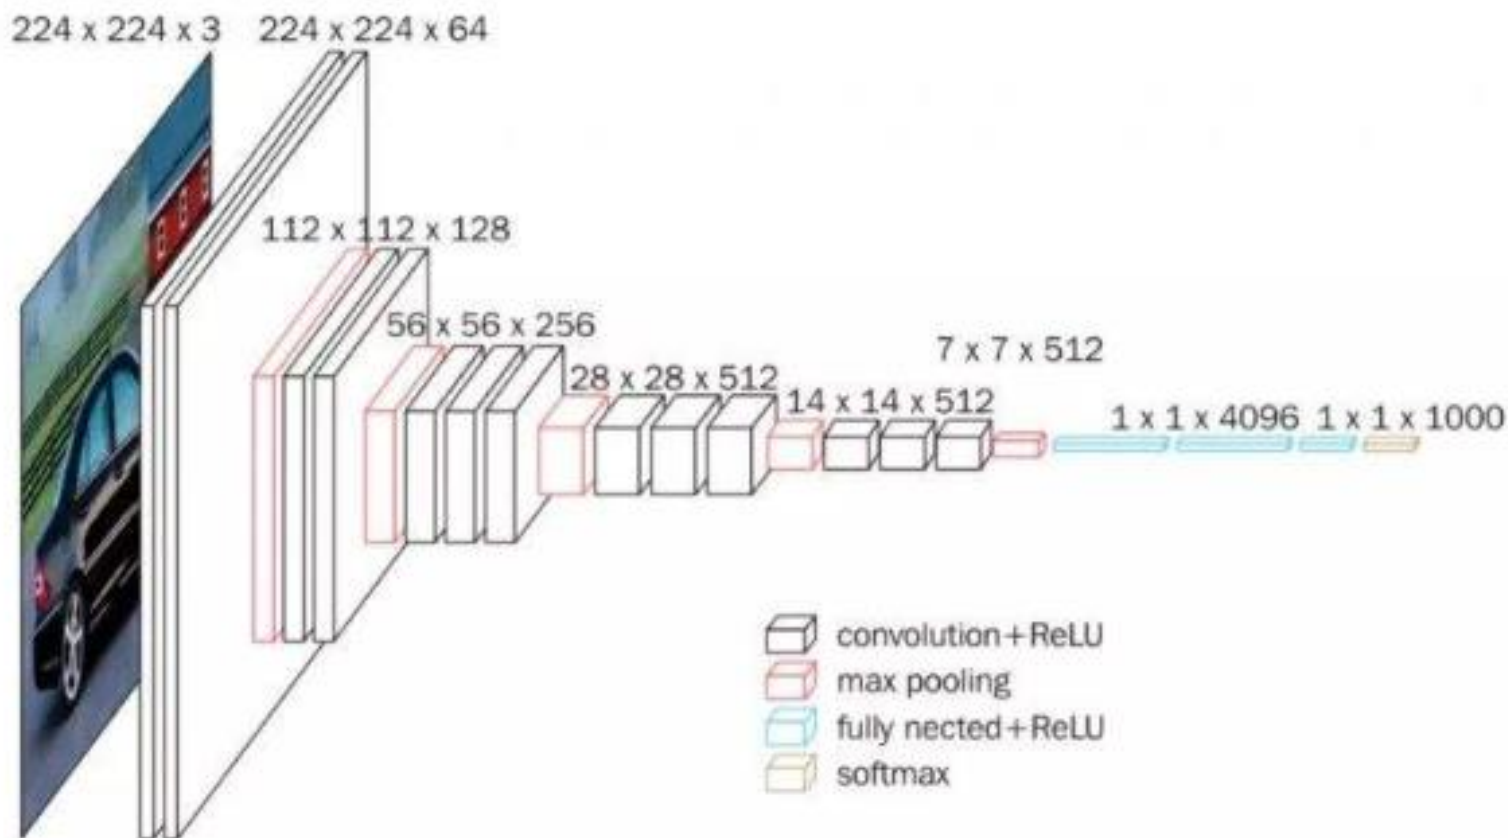 224 x 224 x 3
224 x 224 x 64
112 x 112 x 128
56 x 56 x 256
28 x 28 x 512
14 x 14 x 512
7 x 7 x 512
1 x 1 x 4096
1 x 1 x 1000
convolution+ReLU
max pooling
fully nected+ReLU
softmax